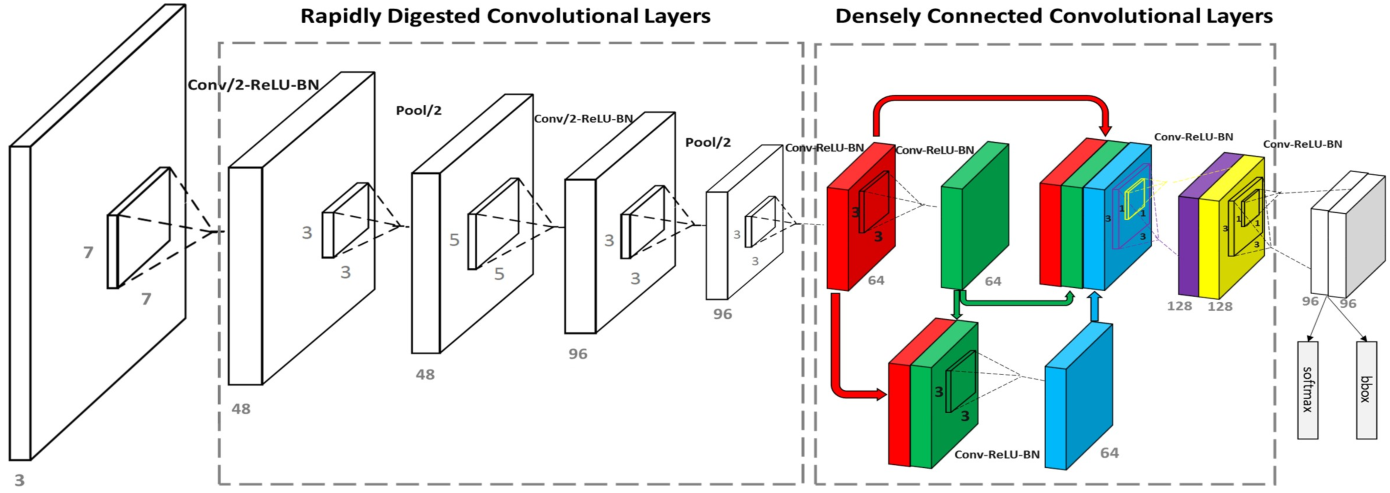 Rapidly Digested Convolutional Layers
Densely Connected Convolutional Layers
Conv/2-ReLU-BN
Pool/2
Conv/2-ReLU-BN
Pool/2
Conv-ReLU-BN
Conv-ReLU-BN
Conv-ReLU-BN
Conv-ReLU-BN
7
7
3
3
5
5
3
3
3
3
3
3
3
1
1
3
3
1
1
3
3
48
48
96
96
64
64
128
128
96
96
3
3
Conv-ReLU-BN
64
softmax
bbox